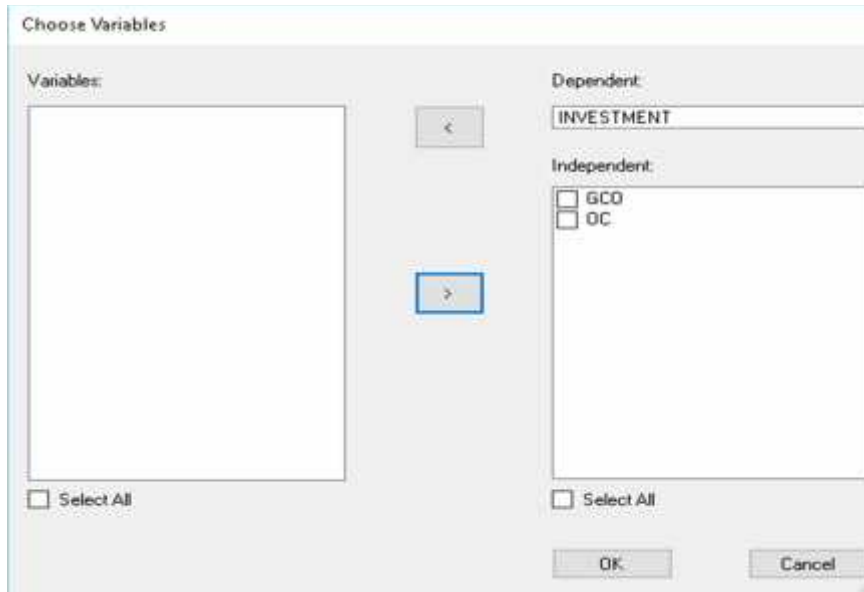 Choose Variables
Variables:
Dependent:
<
INVESTMENT
Independent:
GCO
OC
>
Select All
Select All
OK
Cancel